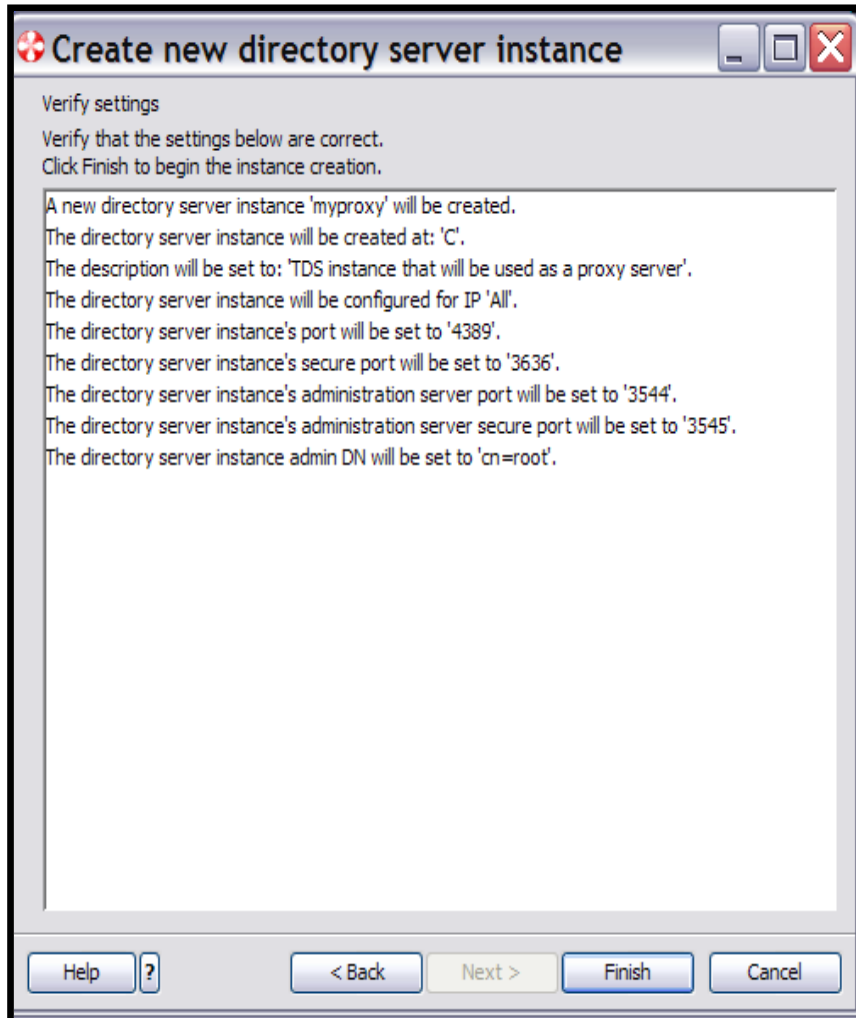 Create new directory server instance
Verify settings
Verify that the settings below are correct.
Click Finish to begin the instance creation.
A new directory server instance 'myproxy' will be created.
The directory server instance will be created at: 'C'.
The description will be set to: 'TDS instance that will be used as a proxy server'.
The directory server instance will be configured for IP 'All'.
The directory server instance's port will be set to '4389'.
The directory server instance's secure port will be set to '3636'.
The directory server instance's administration server port will be set to '3544'.
The directory server instance's administration server secure port will be set to '3545'.
The directory server instance admin DN will be set to 'cn=root'.
Help ? < Back Next > Finish Cancel